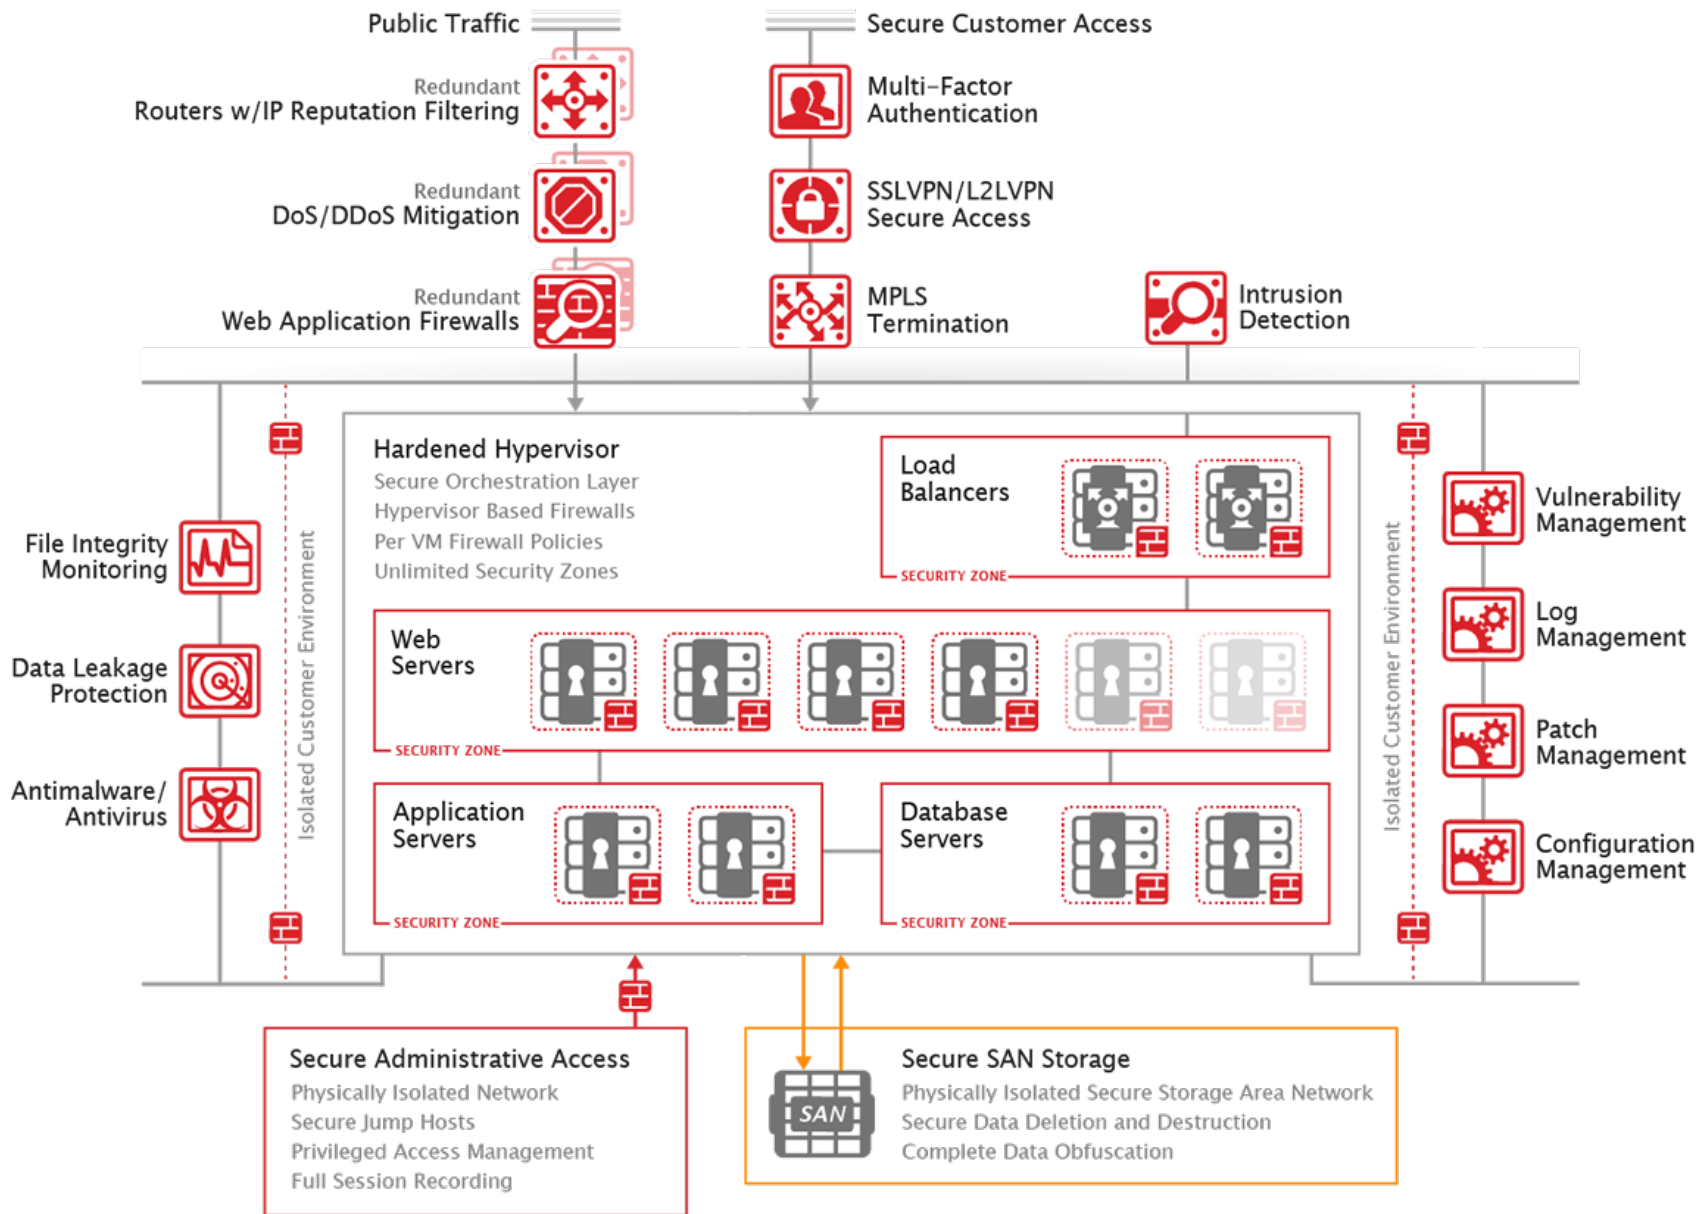 Public Traffic
Secure Customer Access
Redundant
Routers w/IP Reputation Filtering
Multi-Factor
Authentication
Redundant
DoS/DDoS Mitigation
SSLVPN/L2LVPN
Secure Access
Redundant
Web Application Firewalls
MPLS
Termination
Intrusion
Detection
File Integrity
Monitoring
Data Leakage
Protection
Antimalware/
Antivirus
Isolated Customer Environment
Hardened Hypervisor
Secure Orchestration Layer
Hypervisor Based Firewalls
Per VM Firewall Policies
Unlimited Security Zones
Load
Balancers
SECURITY ZONE
Web
Servers
SECURITY ZONE
Application
Servers
SECURITY ZONE
Database
Servers
SECURITY ZONE
Isolated Customer Environment
Vulnerability
Management
Log
Management
Patch
Management
Configuration
Management
Secure Administrative Access
Physically Isolated Network
Secure Jump Hosts
Privileged Access Management
Full Session Recording
SAN
Secure SAN Storage
Physically Isolated Secure Storage Area Network
Secure Data Deletion and Destruction
Complete Data Obfuscation